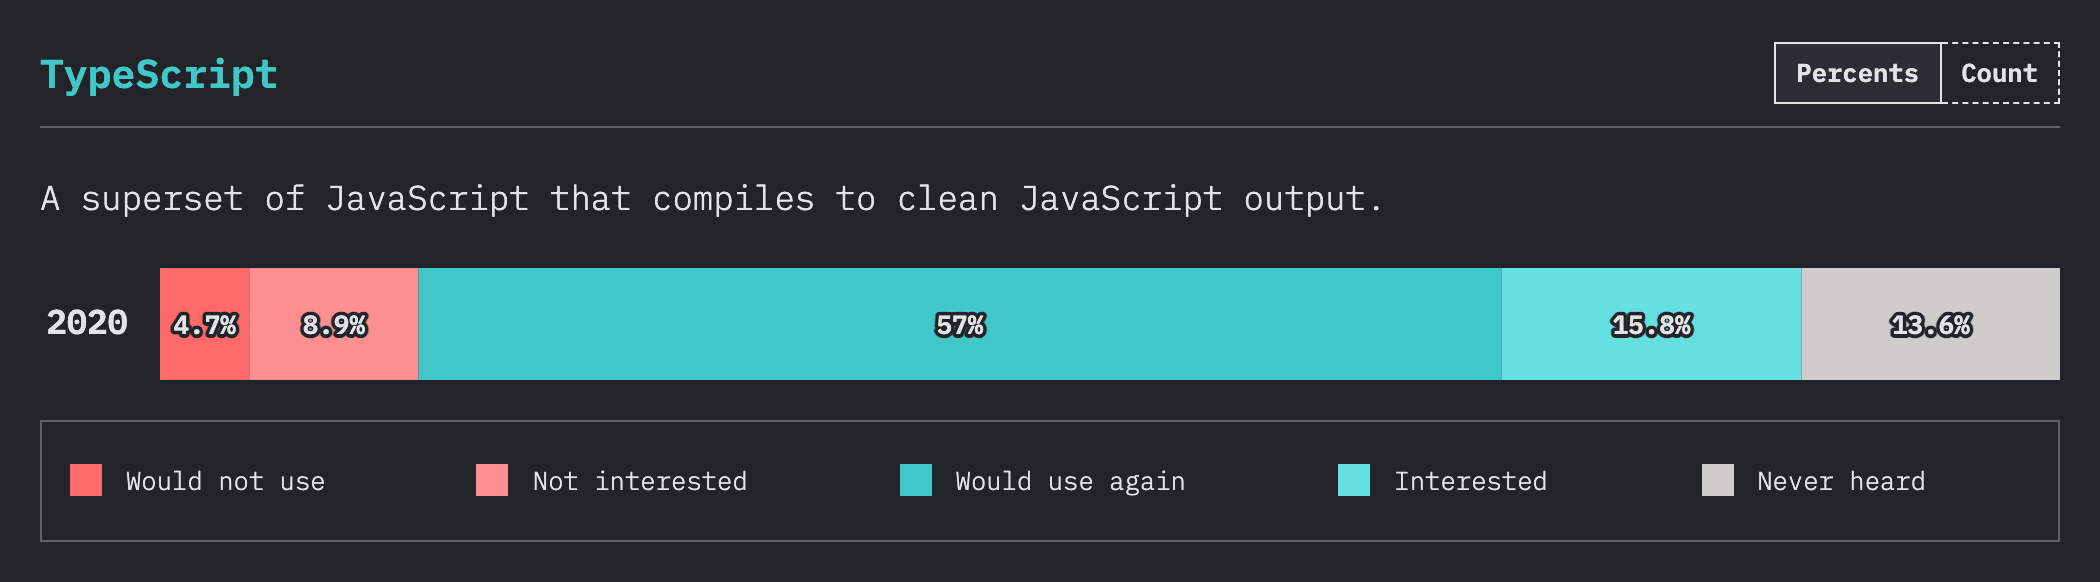 TypeScript
Percents Count
A superset of JavaScript that compiles to clean JavaScript output.
2020 4.7% 8.9% 57% 15.8% 13.6%
Would not use Not interested Would use again Interested Never heard